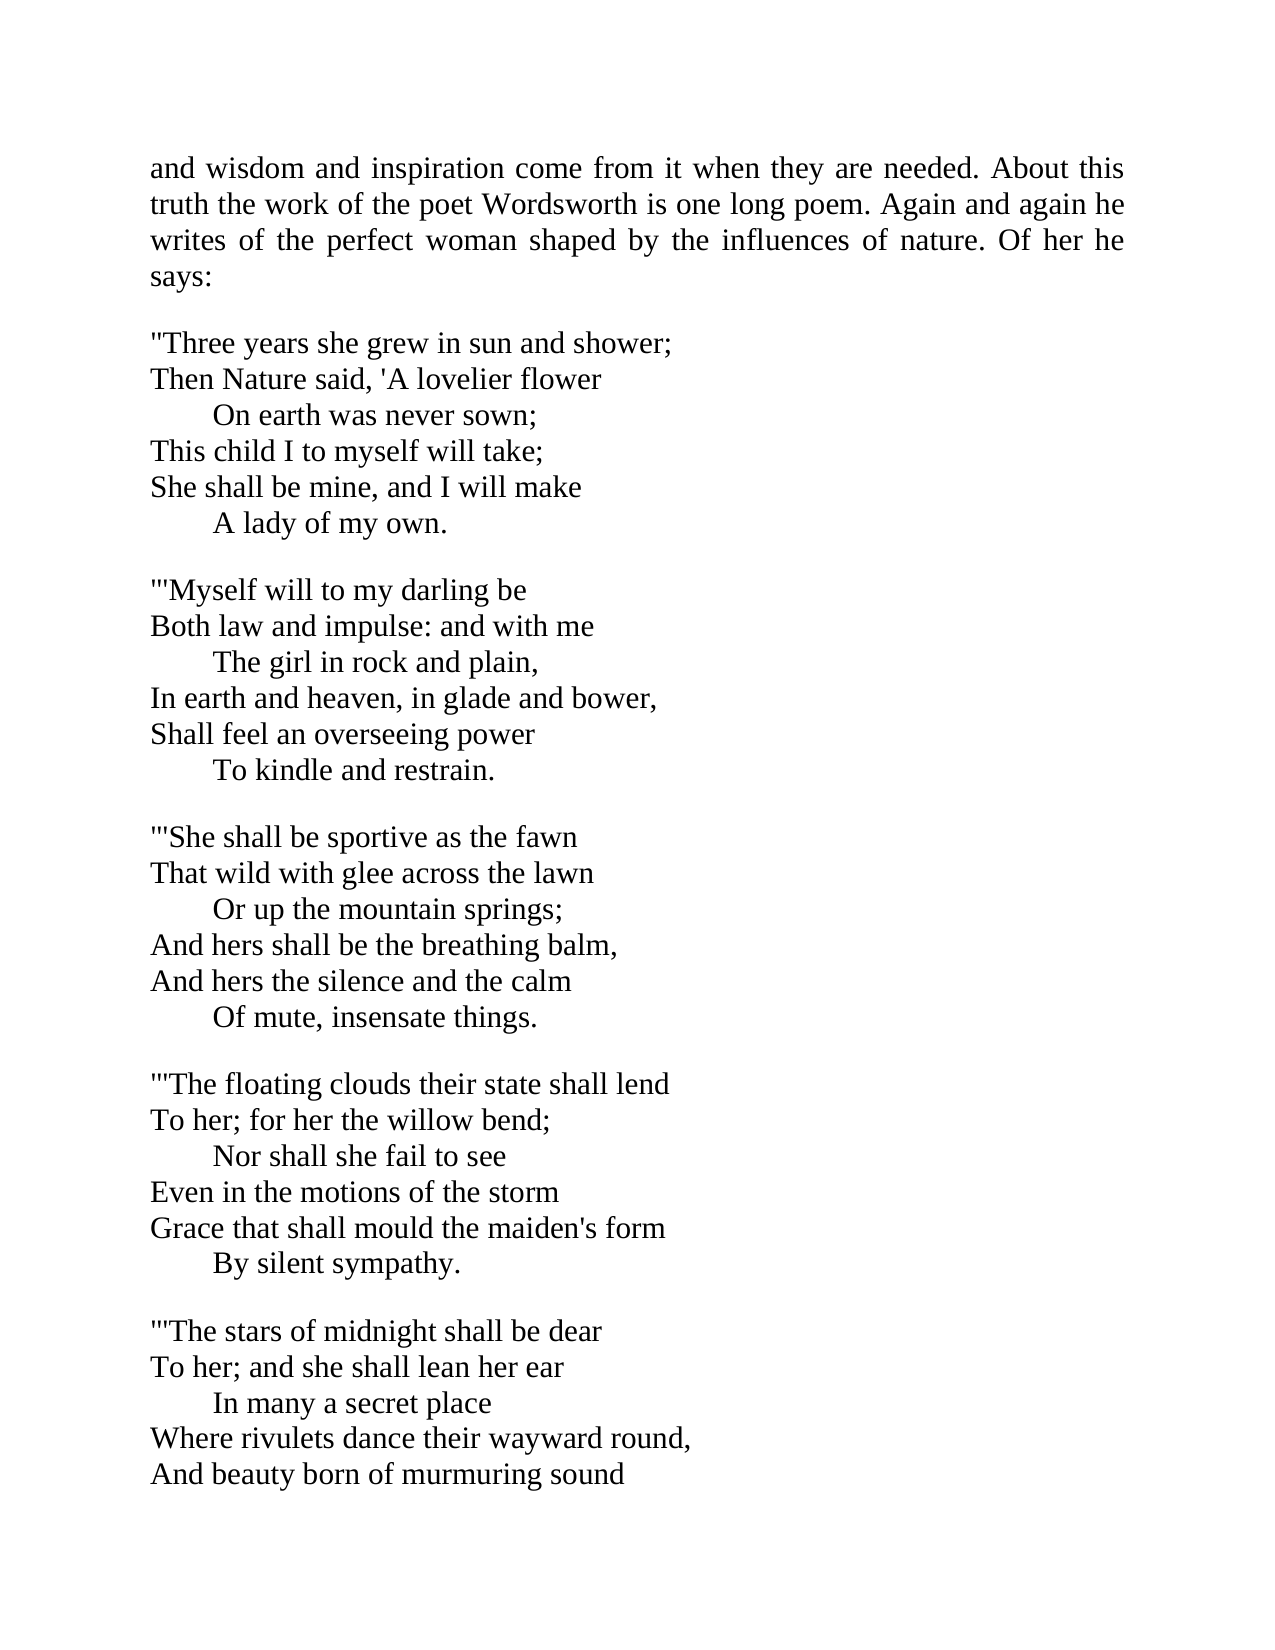 and wisdom and inspiration come from it when they are needed. About this
truth the work of the poet Wordsworth is one long poem. Again and again he
writes of the perfect woman shaped by the influences of nature. Of her he
says:
"Three years she grew in sun and shower;
Then Nature said, 'A lovelier flower
On earth was never sown;
This child I to myself will take;
She shall be mine, and I will make
A lady of my own.
"'Myself will to my darling be
Both law and impulse: and with me
The girl in rock and plain,
In earth and heaven, in glade and bower,
Shall feel an overseeing power
To kindle and restrain.
"'She shall be sportive as the fawn
That wild with glee across the lawn
Or up the mountain springs;
And hers shall be the breathing balm,
And hers the silence and the calm
Of mute, insensate things.
"'The floating clouds their state shall lend
To her; for her the willow bend;
Nor shall she fail to see
Even in the motions of the storm
Grace that shall mould the maiden's form
By silent sympathy.
"'The stars of midnight shall be dear
To her; and she shall lean her ear
In many a secret place
Where rivulets dance their wayward round,
And beauty born of murmuring sound